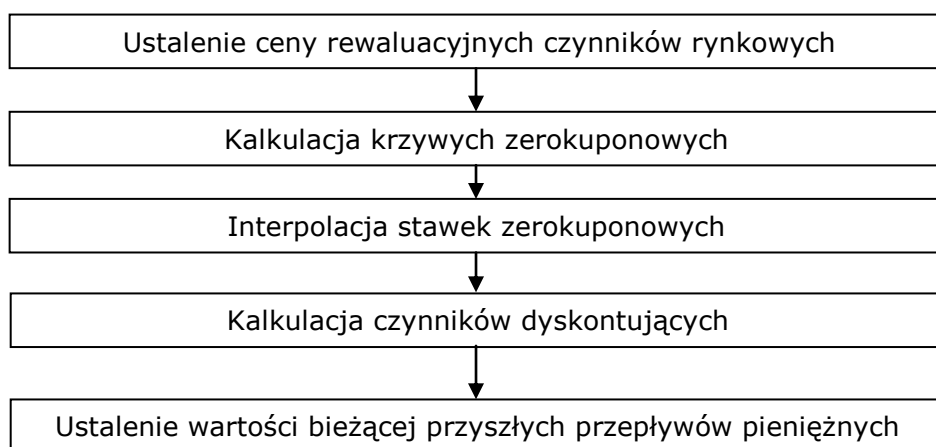 Ustalenie ceny rewaluacyjnych czynników rynkowych
Kalkulacja krzywych zerokuponowych
Interpolacja stawek zerokuponowych
Kalkulacja czynników dyskontujących
Ustalenie wartości bieżącej przyszłych przepływów pieniężnych